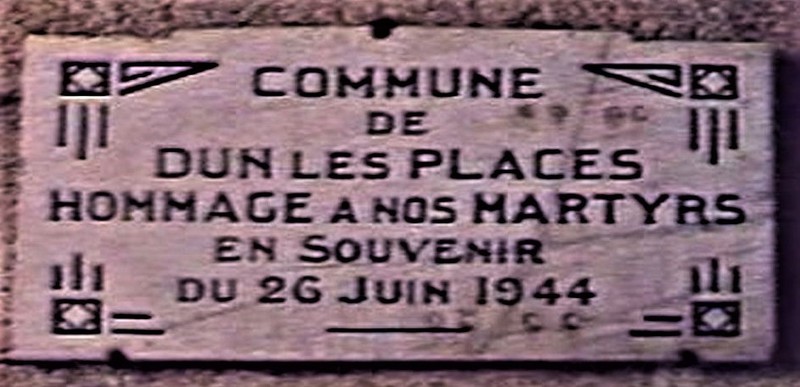 COMMUNE
DE
DUN LES PLACES
HOMMAGE A NOS MARTYRS
EN SOUVENIR
DU 26 JUIN 1944